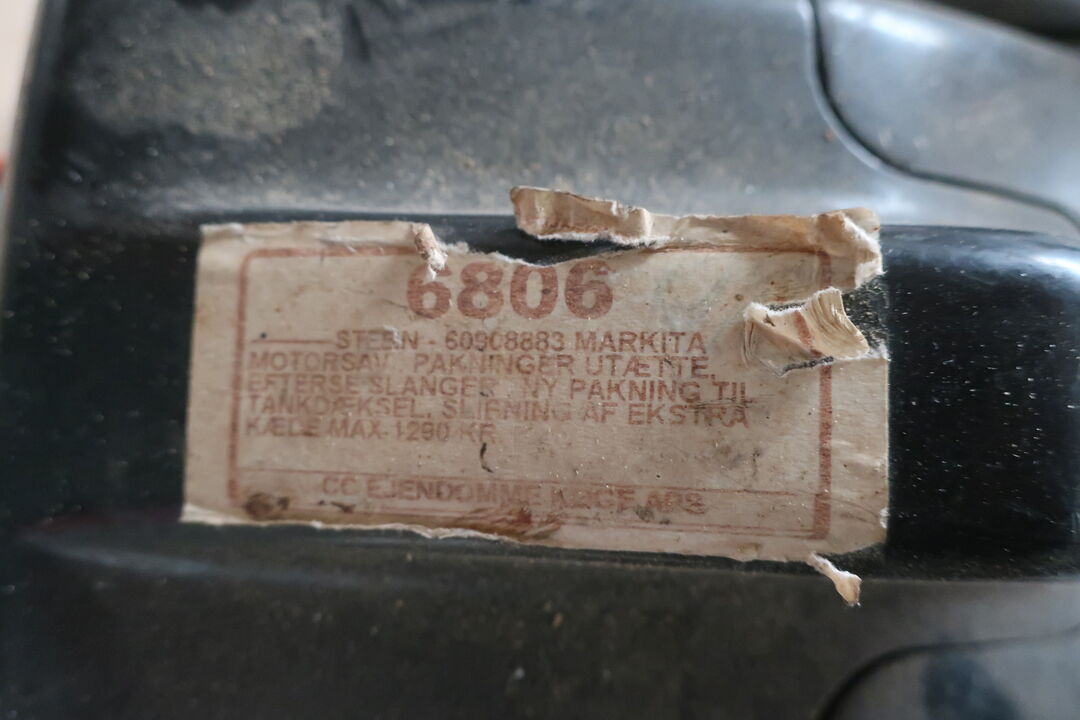 6806
STEEN - 60908883 MARKITA
MOTORSAV PAKNINGER UTÆTTE,
EFTERSE SLANGER NY PAKNING TIL
TANKDÆKSEL, SLIBNING AF EKSTRA
KÆDE MAX 1290 KR
CC EJENDOMME APS